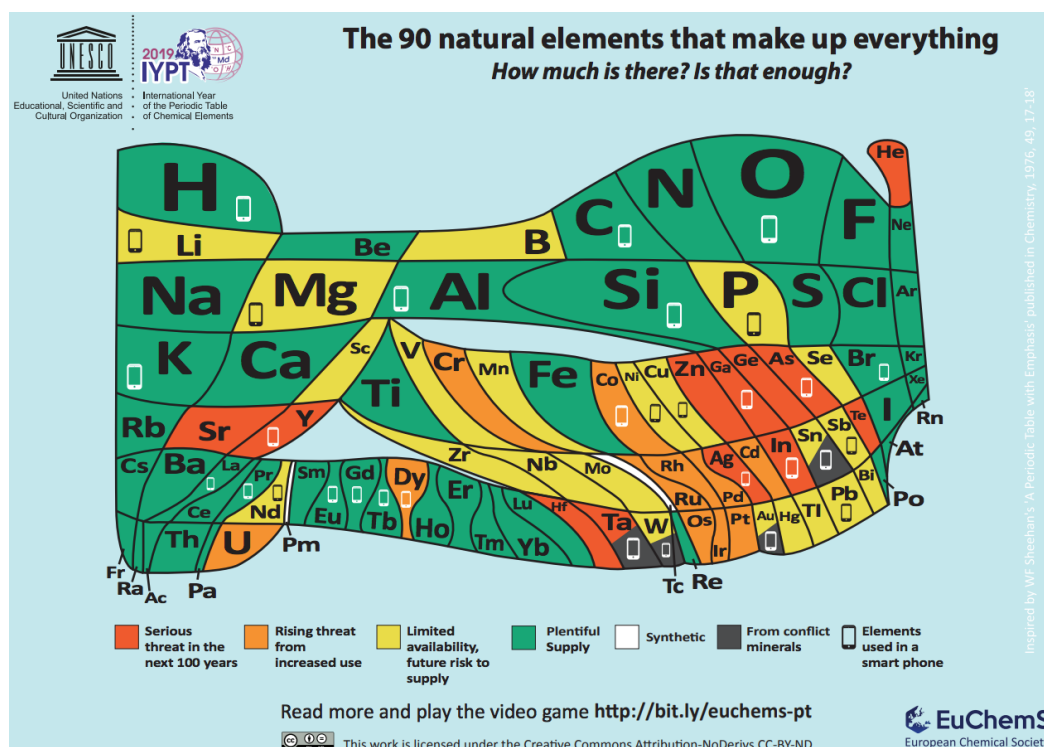 UNESCO
United Nations
Educational, Scientific and
Cultural Organization
2019
IYPT
N C
Md
O H
International Year
of the Periodic Table
of Chemical Elements
The 90 natural elements that make up everything
How much is there? Is that enough?
H
Li
Be
B
C
N
O
F
He
Ne
Na
Mg
Al
Si
P
S
Cl
Ar
K
Ca
Sc
Ti
V
Cr
Mn
Fe
Co
Ni
Cu
Zn
Ga
Ge
As
Se
Br
Kr
Rb
Sr
Y
Zr
Nb
Mo
Tc
Ru
Rh
Pd
Ag
Cd
In
Sn
Sb
Te
I
Xe
Cs
Ba
La
Ce
Pr
Nd
Pm
Sm
Eu
Gd
Tb
Dy
Ho
Er
Tm
Yb
Lu
Hf
Ta
W
Re
Os
Ir
Pt
Au
Hg
Tl
Pb
Bi
Po
At
Rn
Fr
Ra
Ac
Th
Pa
U
Serious
threat in the
next 100 years
Rising threat
from
increased use
Limited
availability,
future risk to
supply
Plentiful
Supply
Synthetic
From conflict
minerals
Elements
used in a
smart phone
Read more and play the video game http://bit.ly/euchems-pt
cc
This work is licensed under the Creative Commons Attribution-NoDerivs CC-BY-ND
EuChemS
European Chemical Societ
Inspired by WF Sheehan's 'A Periodic Table with Emphasis' published in Chemistry, 1976, 49, 17-18'